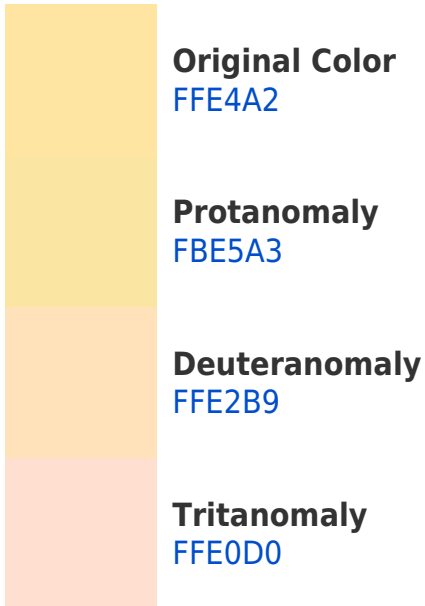 Original Color
FFE4A2
Protanomaly
FBE5A3
Deuteranomaly
FFE2B9
Tritanomaly
FFE0D0